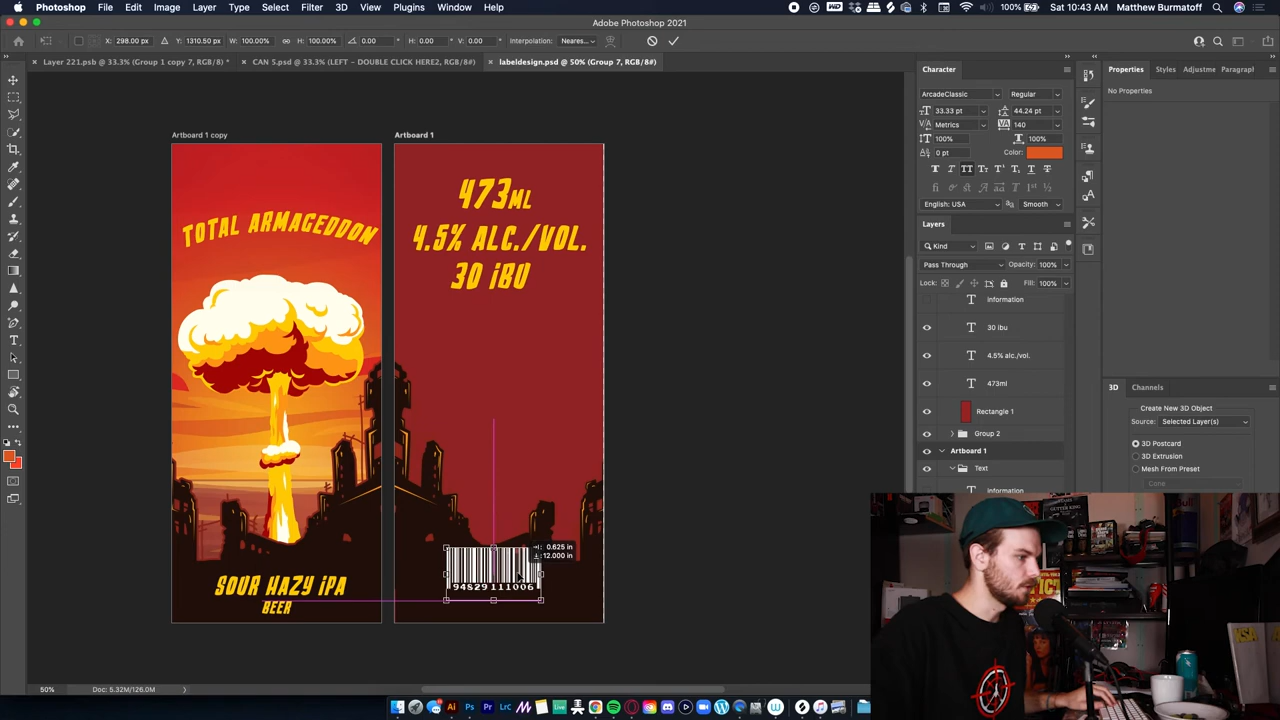 Photoshop File Edit Image Layer Type Select Filter 3D View Plugins Window Help
100% Sat 10:43 AM Matthew Burmatoff
Adobe Photoshop 2021
X: 298.00 px Y: 1310.50 px W: 100.00% H: 100.00% 0.00 ° H: 0.00 ° V: 0.00 ° Interpolation: Neares...
Layer 221.psb @ 33.3% (Group 1 copy 7, RGB/8) *
CAN 5.psd @ 33.3% (LEFT - DOUBLE CLICK HERE2, RGB/8#)
labeldesign.psd @ 50% (Group 7, RGB/8#)
Artboard 1 copy
Artboard 1
TOTAL ARMAGEDDON
SOUR HAZY iPA
BEER
473ML
4.5% ALC./VOL.
30 iBU
94829 111006
0.625 in
12.000 in
50% Doc: 5.32M/126.0M
Character
ArcadeClassic Regular
33.33 pt 44.24 pt
Metrics 140
100% 100%
0 pt Color:
English: USA Smooth
Layers
Kind
Pass Through Opacity: 100%
Lock: Fill: 100%
Information
30 ibu
4.5% alc./vol.
473ml
Rectangle 1
Group 2
Artboard 1
Text
Information
Properties Styles Adjustme Paragraph
No Properties
3D Channels
Create New 3D Object
Source: Selected Layer(s)
3D Postcard
3D Extrusion
Mesh From Preset
Cone